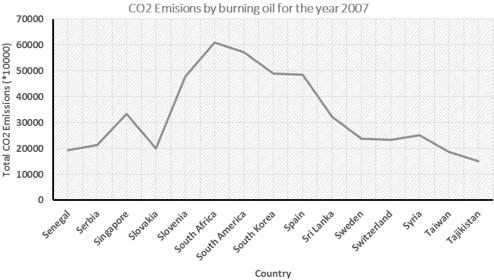 CO2 Emisions by burning oil for the year 2007
Total CO2 Emissions (*10000)
70000
60000
50000
40000
30000
20000
10000
0
Senegal
Serbia
Singapore
Slovakia
Slovenia
South Africa
South America
South Korea
Spain
Sri Lanka
Sweden
Switzerland
Syria
Taiwan
Tajikistan
Country